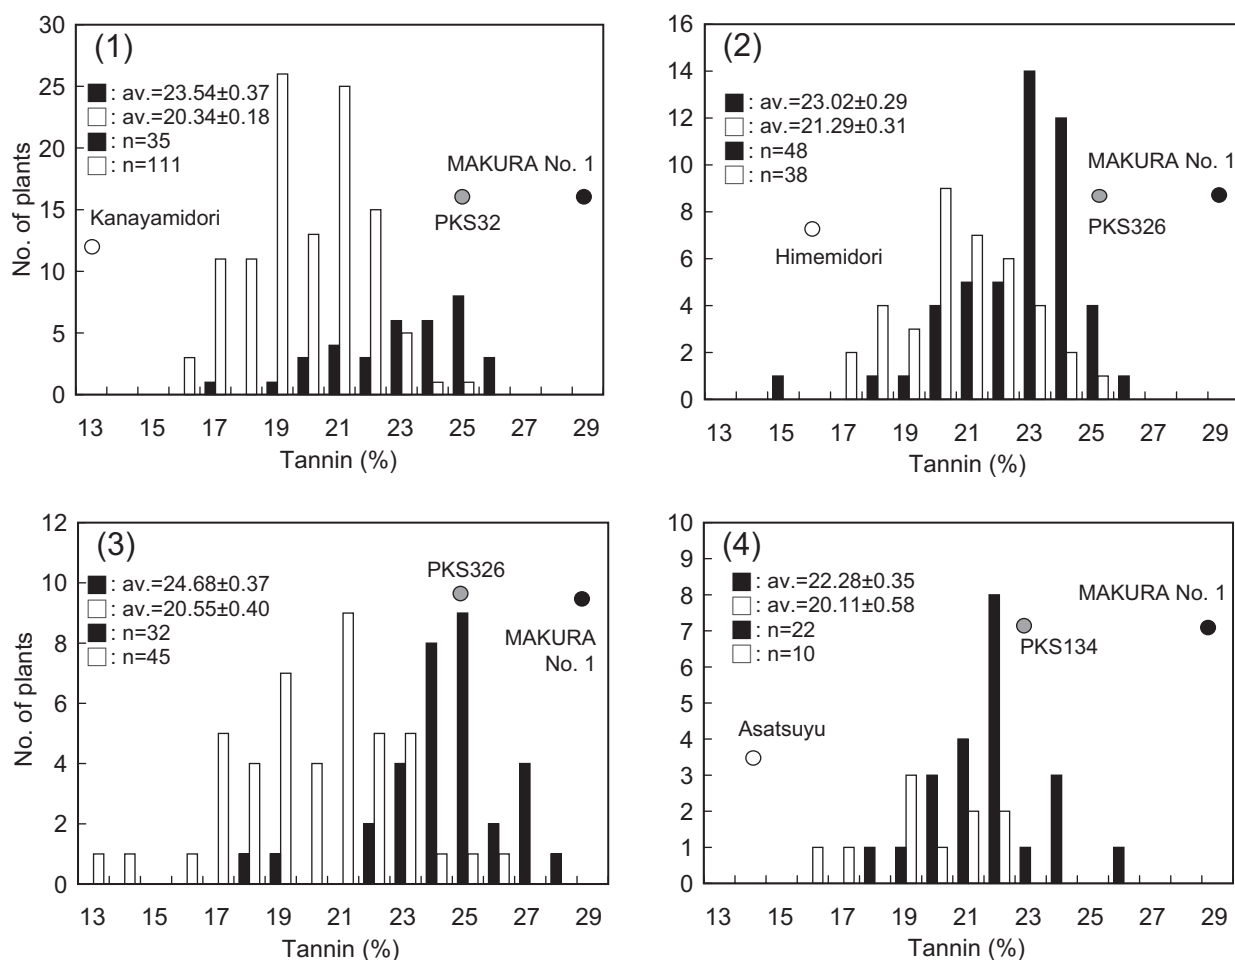 (1)
: av.=23.54±0.37
: av.=20.34±0.18
: n=35
: n=111
MAKURA No. 1
PKS32
Kanayamidori
No. of plants
30
25
20
15
10
5
0
13 15 17 19 21 23 25 27 29
Tannin (%)
(2)
: av.=23.02±0.29
: av.=21.29±0.31
: n=48
: n=38
MAKURA No. 1
PKS326
Himemidori
16
14
12
10
8
6
4
2
0
13 15 17 19 21 23 25 27 29
Tannin (%)
(3)
: av.=24.68±0.37
: av.=20.55±0.40
: n=32
: n=45
PKS326
MAKURA
No. 1
No. of plants
12
10
8
6
4
2
0
13 15 17 19 21 23 25 27 29
Tannin (%)
(4)
: av.=22.28±0.35
: av.=20.11±0.58
: n=22
: n=10
MAKURA No. 1
PKS134
Asatsuyu
10
9
8
7
6
5
4
3
2
1
0
13 15 17 19 21 23 25 27 29
Tannin (%)